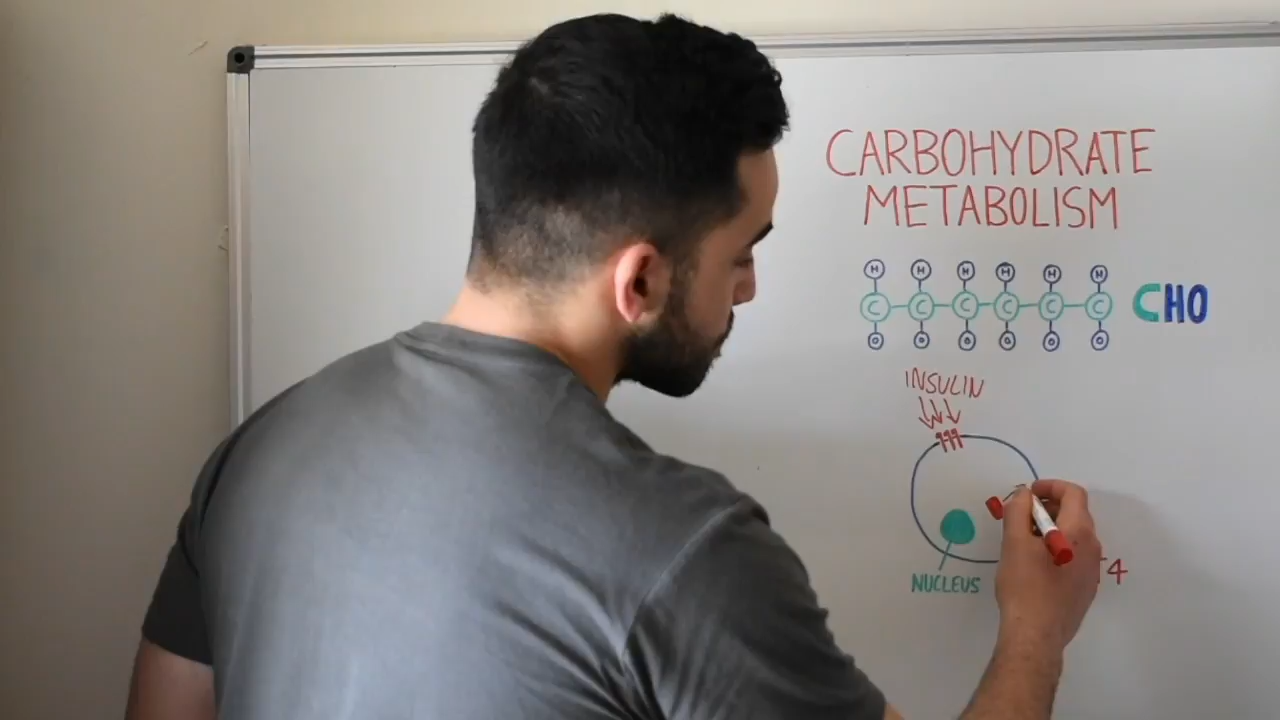 CARBOHYDRATE
METABOLISM
H H H H H H
C C C C C C CHO
O O O O O O
INSULIN
NUCLEUS